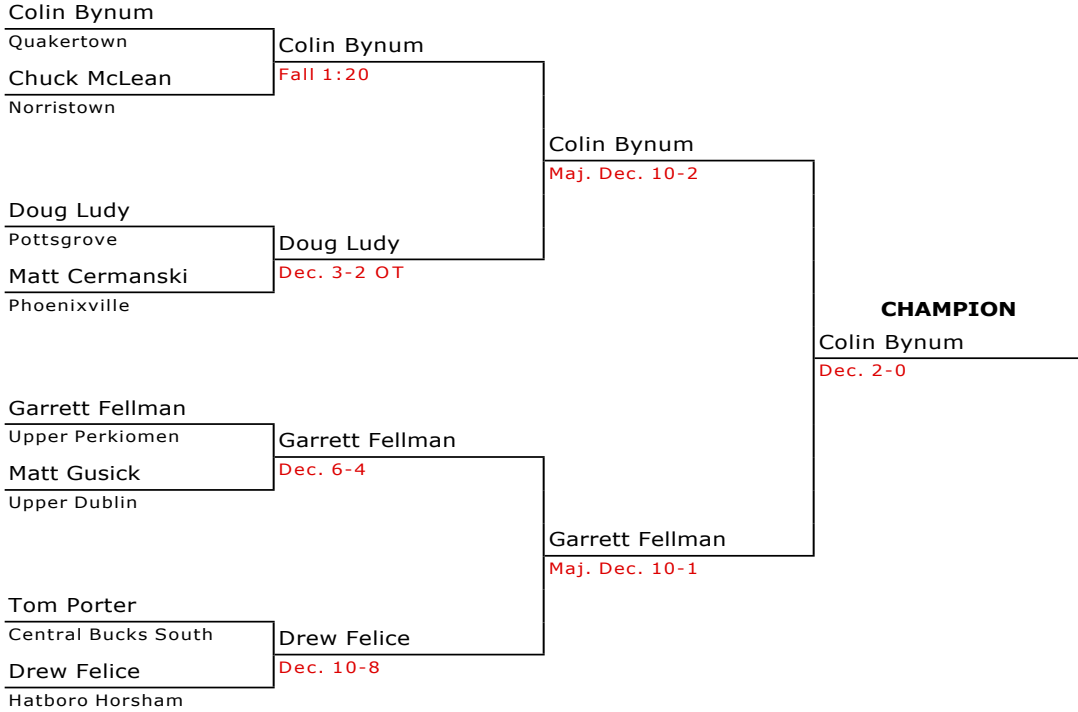 Colin Bynum
Quakertown
Colin Bynum
Chuck McLean
Fall 1:20
Norristown
Colin Bynum
Maj. Dec. 10-2
Doug Ludy
Pottsgrove
Doug Ludy
Matt Cermanski
Dec. 3-2 OT
Phoenixville
CHAMPION
Colin Bynum
Dec. 2-0
Garrett Fellman
Upper Perkiomen
Garrett Fellman
Matt Gusick
Dec. 6-4
Upper Dublin
Garrett Fellman
Maj. Dec. 10-1
Tom Porter
Central Bucks South
Drew Felice
Drew Felice
Dec. 10-8
Hatboro Horsham